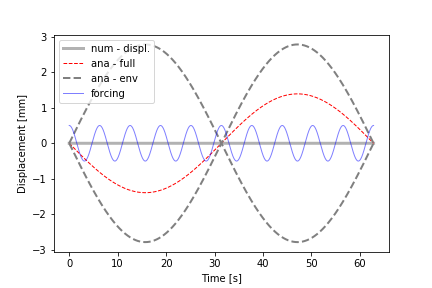 3
2
1
0
−1
−2
−3
Displacement [mm]
num - displ.
ana - full
ana - env
forcing
0
10
20
30
40
50
60
Time [s]